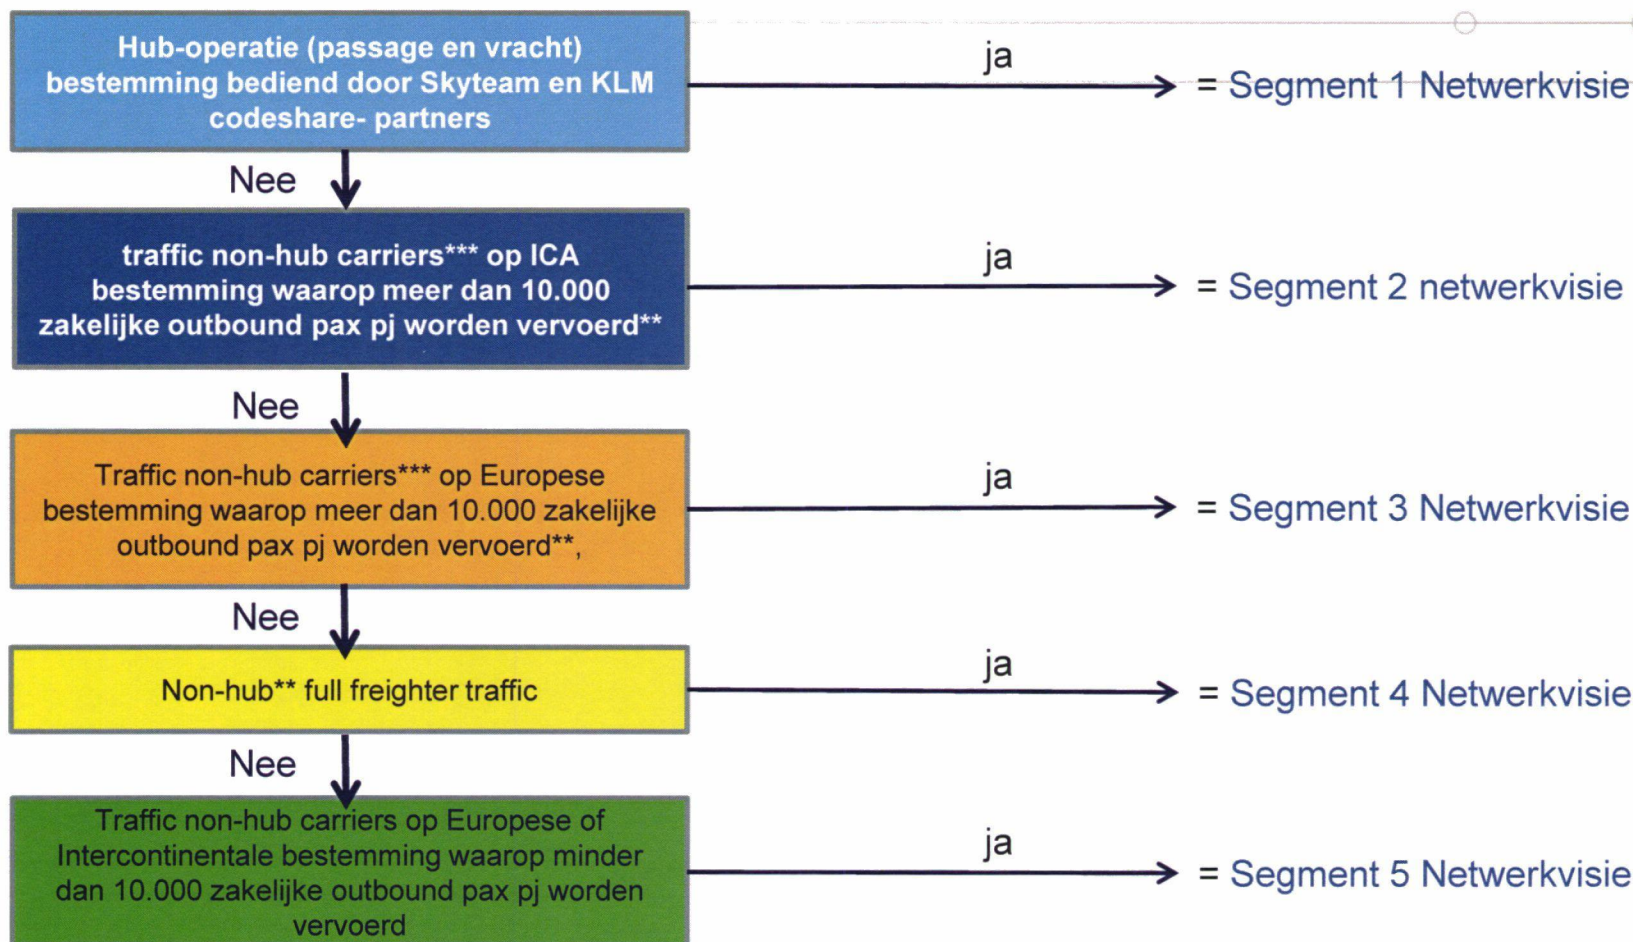 Hub-operatie (passage en vracht)
bestemming bediend door Skyteam en KLM
codeshare- partners
ja
= Segment 1 Netwerkvisie
Nee
traffic non-hub carriers*** op ICA
bestemming waarop meer dan 10.000
zakelijke outbound pax pj worden vervoerd**
ja
= Segment 2 netwerkvisie
Nee
Traffic non-hub carriers*** op Europese
bestemming waarop meer dan 10.000 zakelijke
outbound pax pj worden vervoerd**,
ja
= Segment 3 Netwerkvisie
Nee
Non-hub** full freighter traffic
ja
= Segment 4 Netwerkvisie
Nee
Traffic non-hub carriers op Europese of
Intercontinentale bestemming waarop minder
dan 10.000 zakelijke outbound pax pj worden
vervoerd
ja
= Segment 5 Netwerkvisie